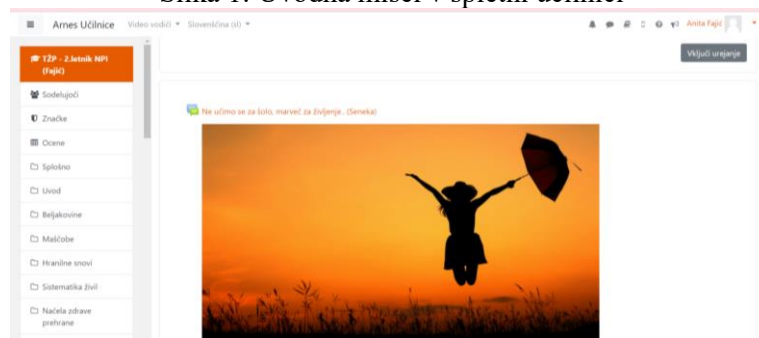 Slika 1: Uvodna misel v spletni učilnici
Arnes Učilnice Video vodiči Slovenščina (sl) Anita Fajić
Vključi urejanje
TŽP - 2.letnik NPI
(Fajić)
Sodelujoči
Značke
Ocene
Splošno
Uvod
Beljakovine
Maščobe
Hranilne snovi
Sistematika živil
Načela zdrave
prehrane
Ne učimo se za šolo, marveč za življenje. (Seneka)